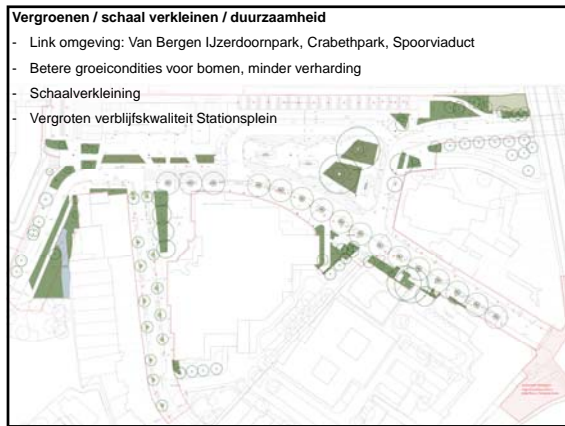 Vergroenen / schaal verkleinen / duurzaamheid
- Link omgeving: Van Bergen IJzerdoornpark, Crabethpark, Spoorviaduct
- Betere groeicondities voor bomen, minder verharding
- Schaalverkleining
- Vergroten verblijfskwaliteit Stationsplein